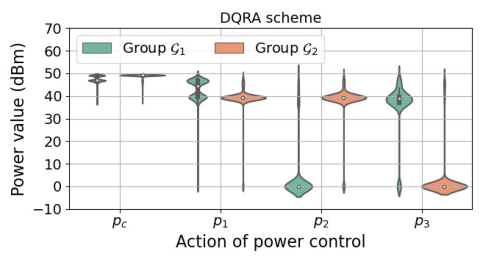 DQRA scheme
Group 𝒢₁ Group 𝒢₂
Power value (dBm)
70
60
50
40
30
20
10
0
−10
p_c p₁ p₂ p₃
Action of power control